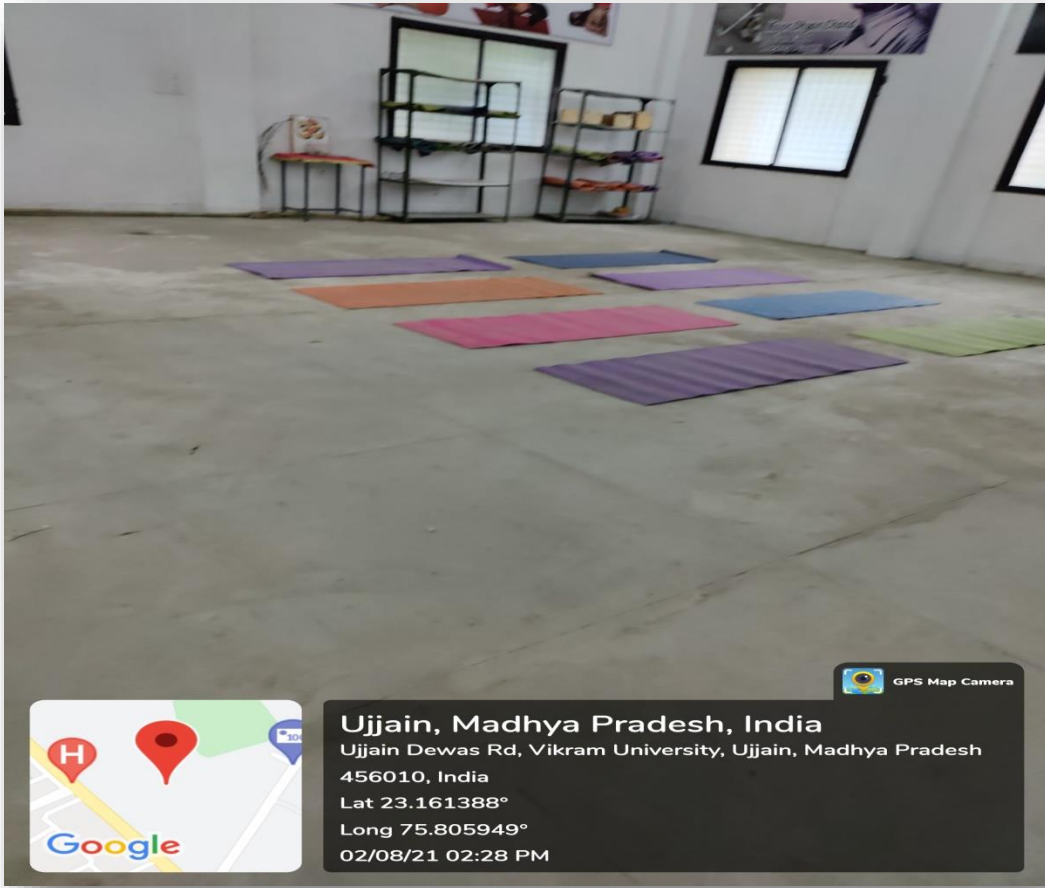 GPS Map Camera
Ujjain, Madhya Pradesh, India
Ujjain Dewas Rd, Vikram University, Ujjain, Madhya Pradesh
456010, India
Lat 23.161388°
Long 75.805949°
02/08/21 02:28 PM
H
Google